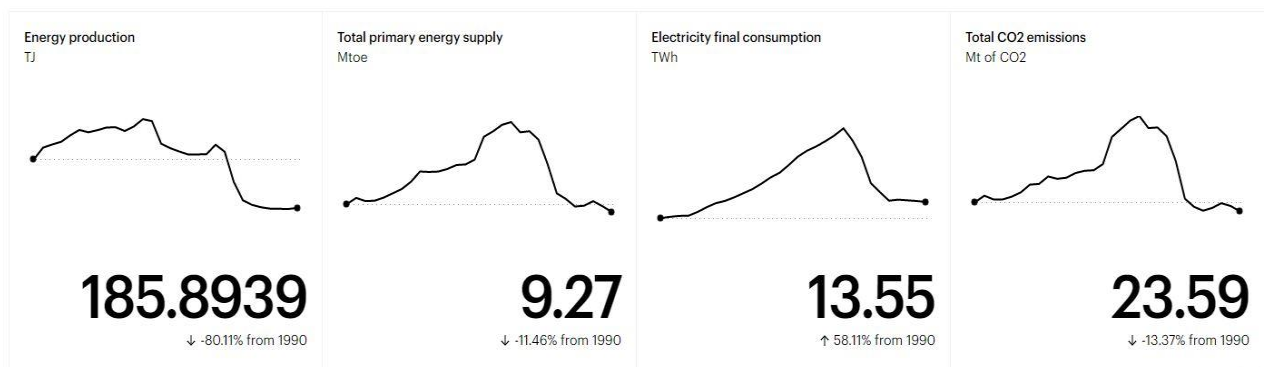 Energy production
TJ
185.8939
↓ -80.11% from 1990
Total primary energy supply
Mtoe
9.27
↓ -11.46% from 1990
Electricity final consumption
TWh
13.55
↑ 58.11% from 1990
Total CO2 emissions
Mt of CO2
23.59
↓ -13.37% from 1990